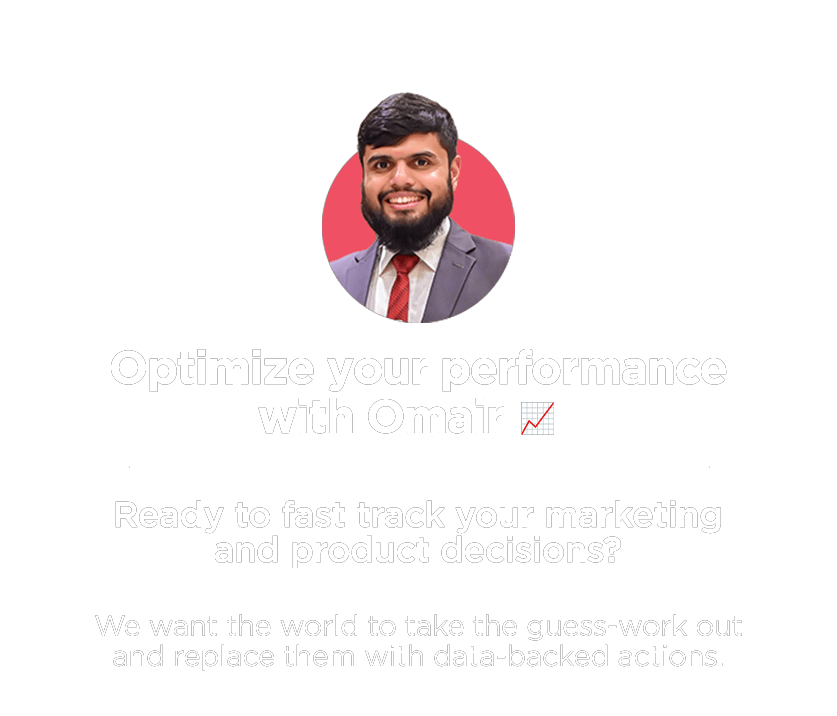 Optimize your performance
with Omair 📈
Ready to fast track your marketing
and product decisions?
We want the world to take the guess-work out
and replace them with data-backed actions.